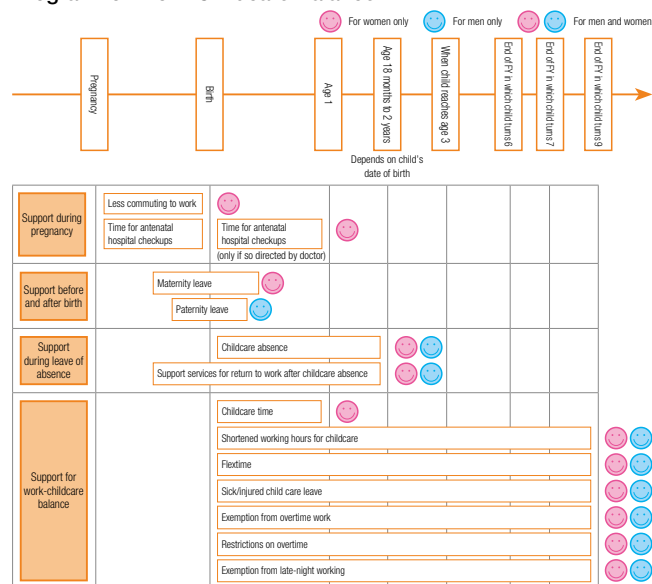 For women only
For men only
For men and women
Pregnancy
Birth
Age 1
Age 18 months to 2 years
When child reaches age 3
End of FY in which child turns 6
End of FY in which child turns 7
End of FY in which child turns 9
Depends on child's
date of birth
Support during
pregnancy
Less commuting to work
Time for antenatal
hospital checkups
Time for antenatal
hospital checkups
(only if so directed by doctor)
Support before
and after birth
Maternity leave
Paternity leave
Support
during leave of
absence
Childcare absence
Support services for return to work after childcare absence
Support for
work-childcare
balance
Childcare time
Shortened working hours for childcare
Flextime
Sick/injured child care leave
Exemption from overtime work
Restrictions on overtime
Exemption from late-night working